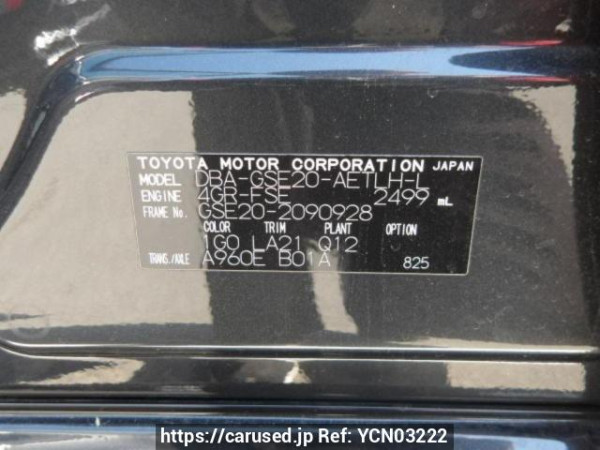 TOYOTA MOTOR CORPORATION JAPAN
MODEL DBA-GSE20-AETLH-L
ENGINE 4GR-FSE 2499 mL
FRAME No. GSE20-2090928
COLOR TRIM PLANT OPTION
1G0 LA21 Q12
TRANS./AXLE A960E B01A 825
https://carused.jp Ref: YCN03222